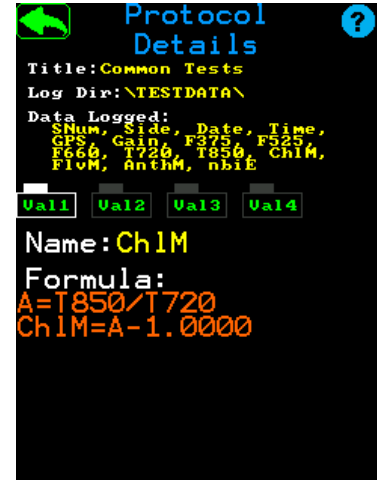 Protocol
Details
?
Title:Common Tests
Log Dir:\TESTDATA\
Data Logged:
SNum, Side, Date, Time,
GPS, Gain, F375, F525,
F660, T720, T850, ChlM,
FlvM, AnthM, nbiE
Val1 Val2 Val3 Val4
Name:ChlM
Formula:
A=T850/T720
ChlM=A-1.0000